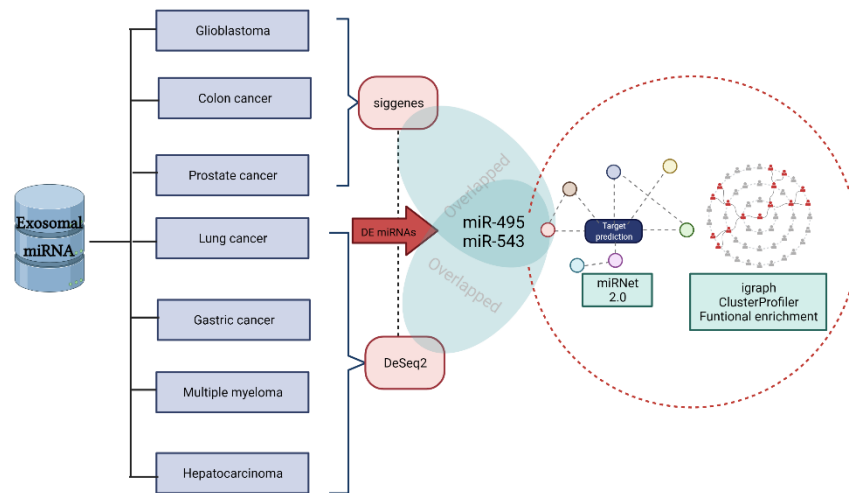 Exosomal
miRNA
Glioblastoma
Colon cancer
Prostate cancer
Lung cancer
Gastric cancer
Multiple myeloma
Hepatocarcinoma
siggenes
DeSeq2
DE miRNAs
Overlapped
miR-495
miR-543
Overlapped
Target
prediction
miRNet
2.0
igraph
ClusterProfiler
Funtional enrichment